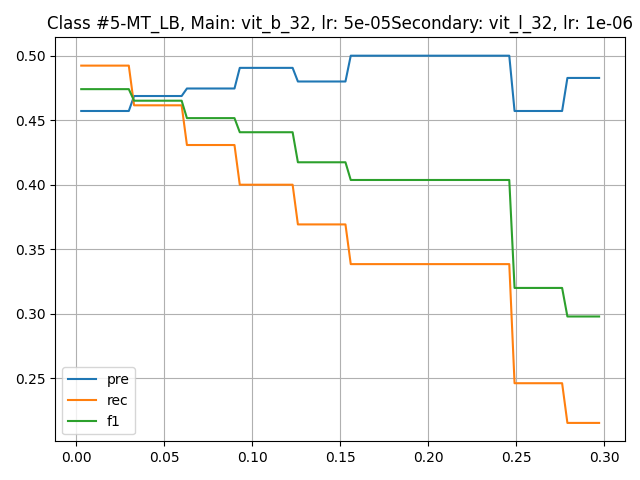 Class #5-MT_LB, Main: vit_b_32, lr: 5e-05Secondary: vit_l_32, lr: 1e-06
0.50
0.45
0.40
0.35
0.30
0.25
pre
rec
f1
0.00 0.05 0.10 0.15 0.20 0.25 0.30